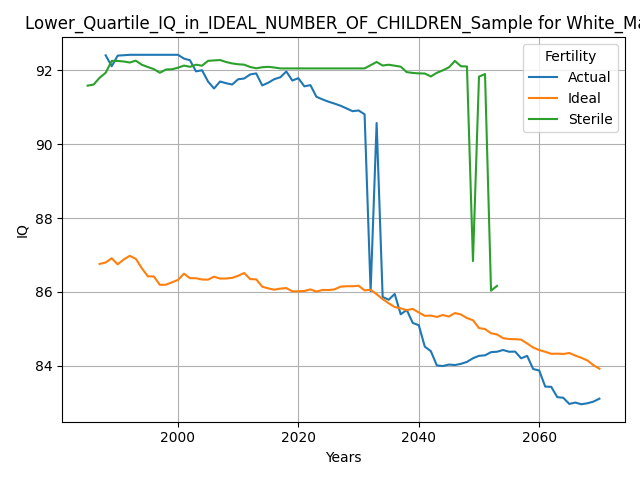 Lower_Quartile_IQ_in_IDEAL_NUMBER_OF_CHILDREN_Sample for White_Ma
Fertility
Actual
Ideal
Sterile
IQ
92
90
88
86
84
2000
2020
2040
2060
Years